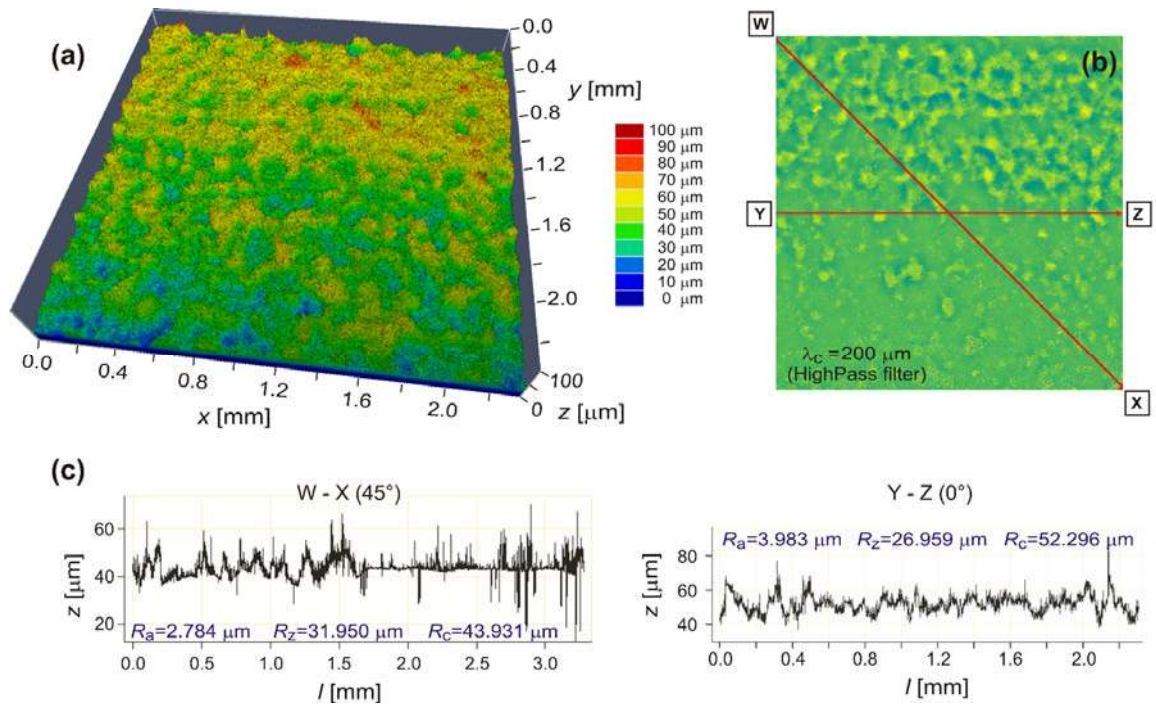 (a)
0.0
0.4
y [mm]
0.8
1.2
1.6
2.0
100 µm
90 µm
80 µm
70 µm
60 µm
50 µm
40 µm
30 µm
20 µm
10 µm
0 µm
0.0
0.4
0.8
1.2
1.6
2.0
x [mm]
100
0
z [µm]
W
(b)
Y
Z
λc =200 µm
(HighPass filter)
X
(c)
W - X (45°)
60
40
20
z [µm]
Ra=2.784 µm Rz=31.950 µm Rc=43.931 µm
0.0 0.5 1.0 1.5 2.0 2.5 3.0
l [mm]
Y - Z (0°)
Ra=3.983 µm Rz=26.959 µm Rc=52.296 µm
80
60
40
z [µm]
0.0 0.4 0.8 1.2 1.6 2.0
l [mm]